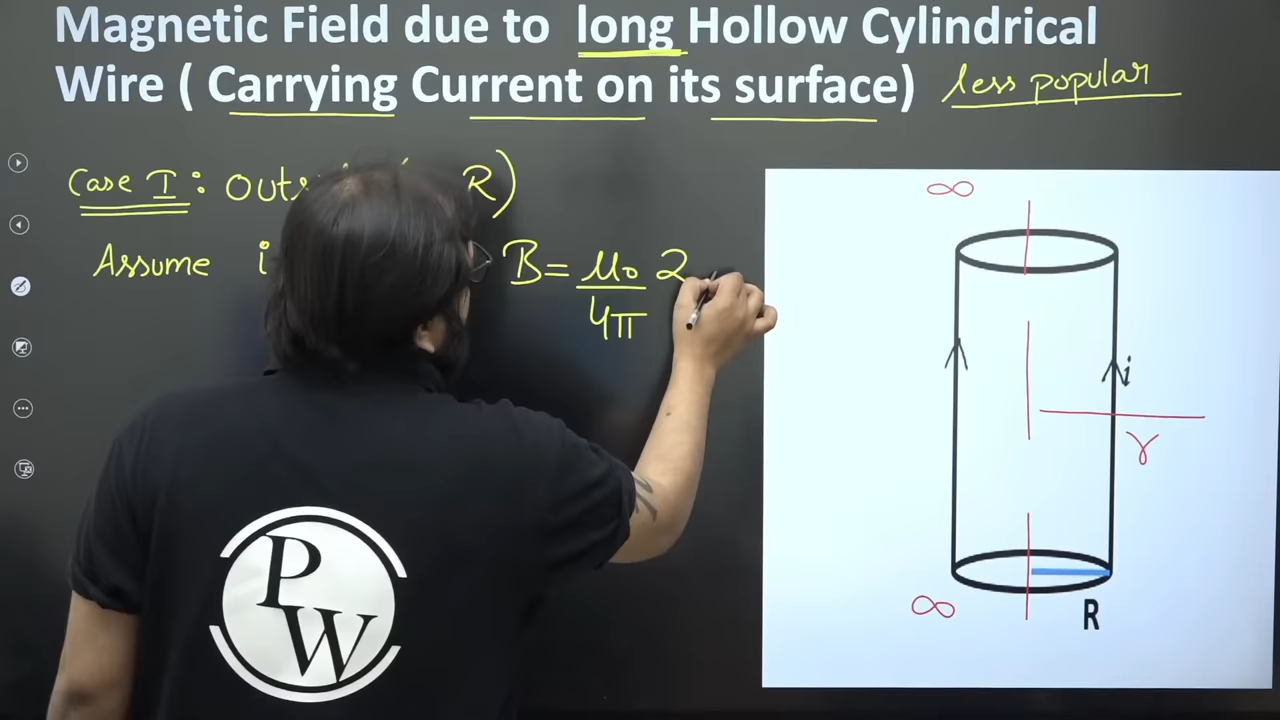 Magnetic Field due to long Hollow Cylindrical
Wire ( Carrying Current on its surface) less popular
Case I : R)
Assume i B = μ0 2
4π
∞
i
r
∞
R
PW